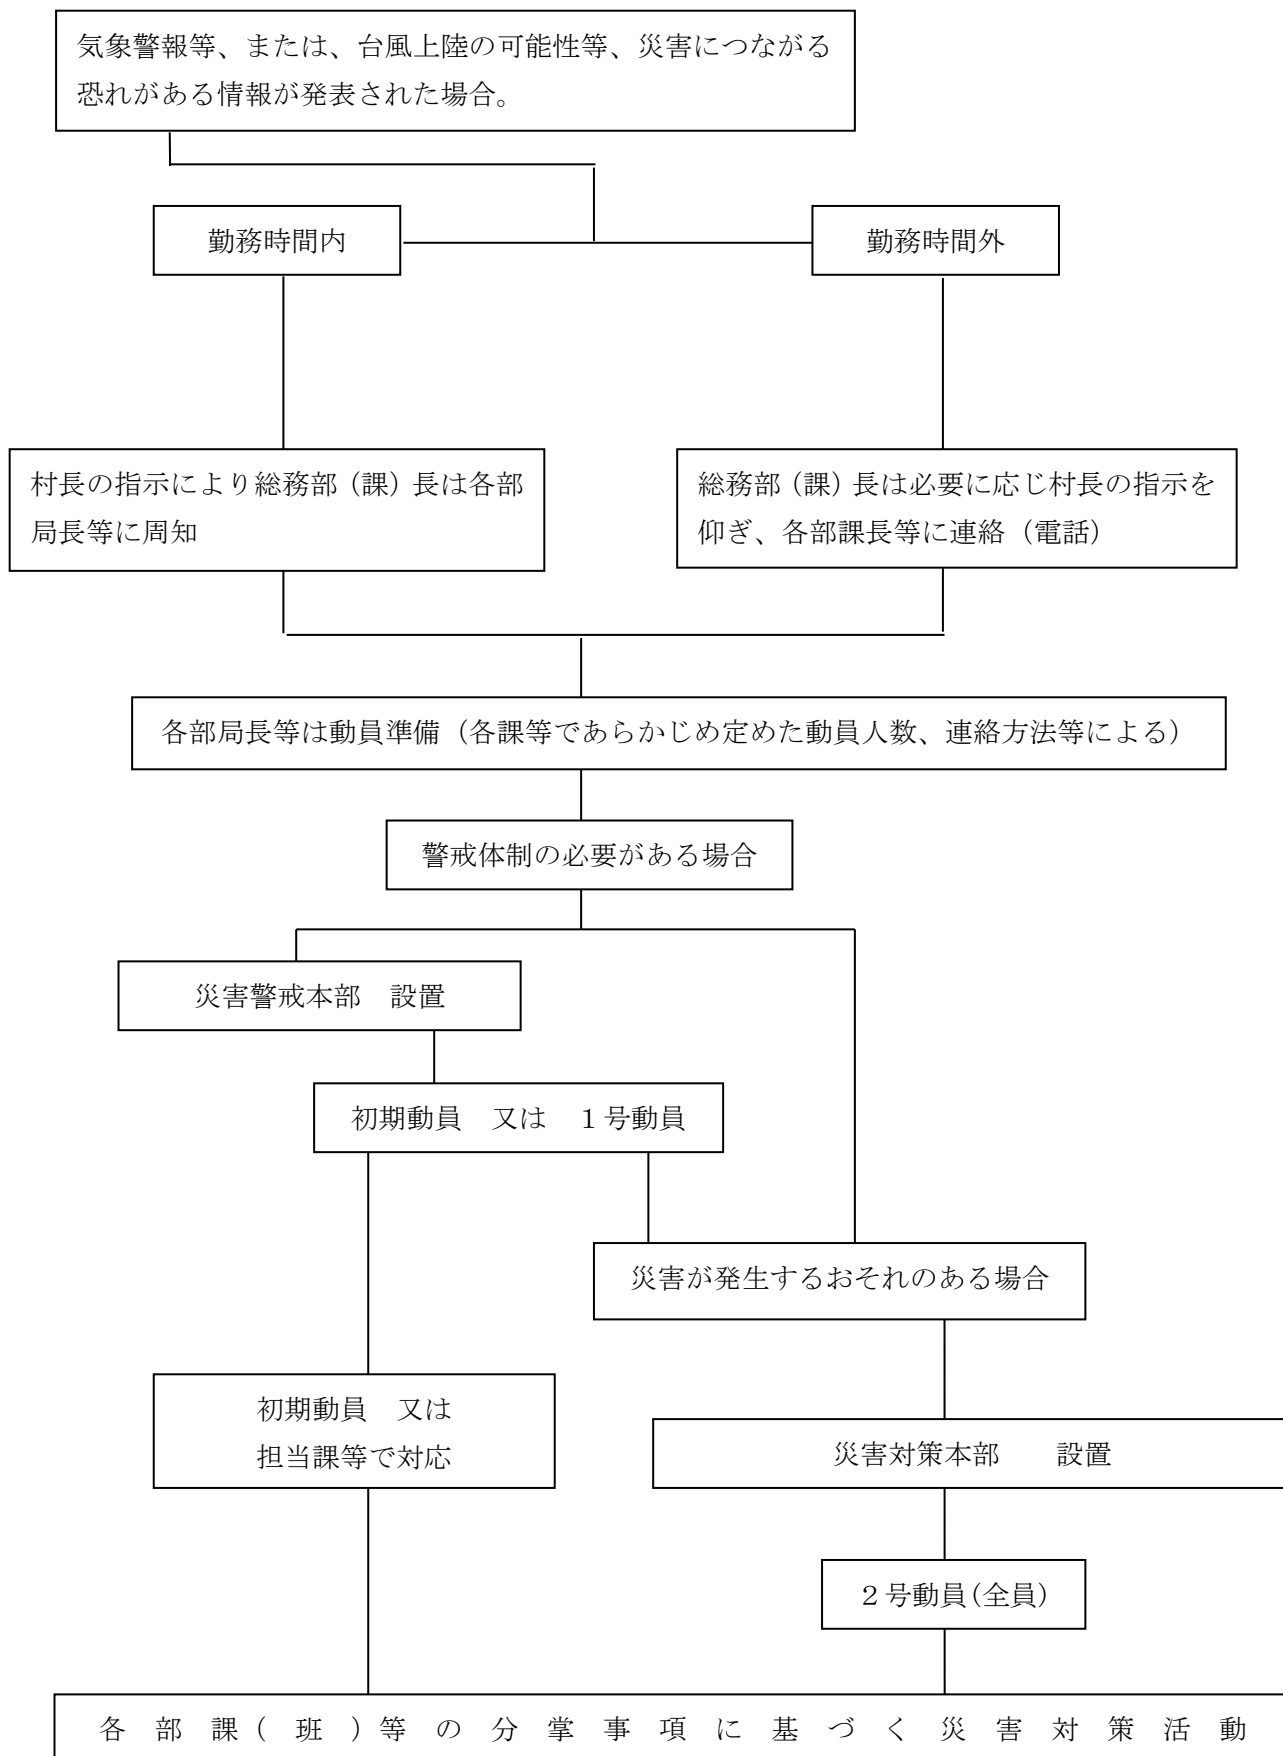 気象警報等、または、台風上陸の可能性等、災害につながる
恐れがある情報が発表された場合。
勤務時間内
勤務時間外
村長の指示により総務部（課）長は各部
局長等に周知
総務部（課）長は必要に応じ村長の指示を
仰ぎ、各部課長等に連絡（電話）
各部局長等は動員準備（各課等であらかじめ定めた動員人数、連絡方法等による）
警戒体制の必要がある場合
災害警戒本部　設置
初期動員　又は　１号動員
災害が発生するおそれのある場合
初期動員　又は
担当課等で対応
災害対策本部　　設置
２号動員（全員）
各部課（班）等の分掌事項に基づく災害対策活動